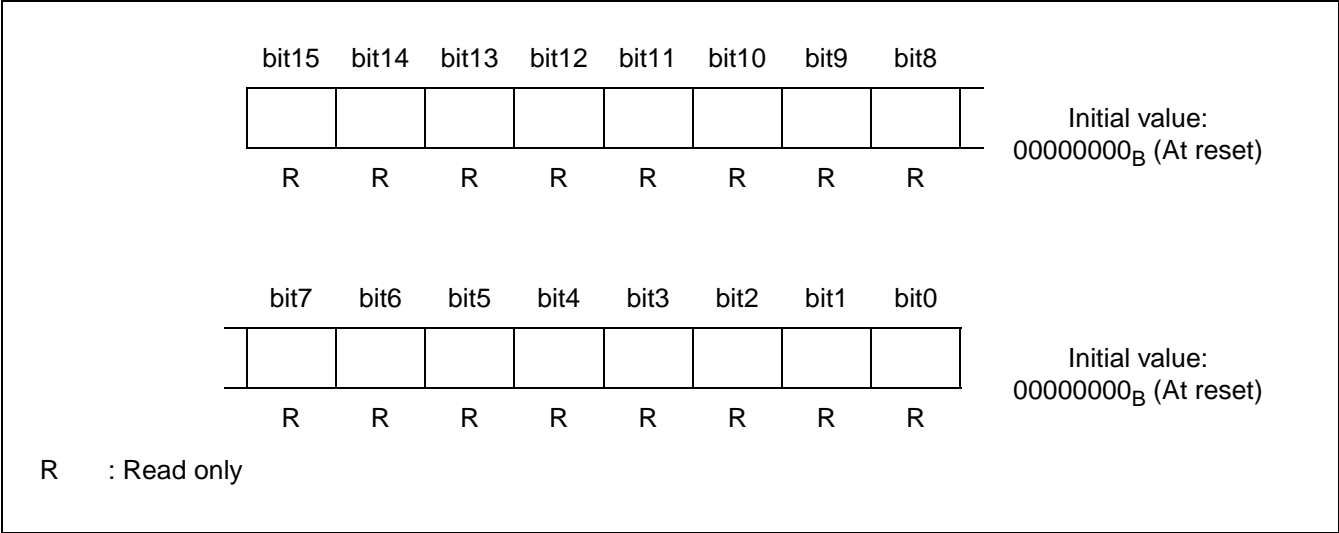 bit15 bit14 bit13 bit12 bit11 bit10 bit9 bit8
Initial value:
00000000B (At reset)
R R R R R R R R
bit7 bit6 bit5 bit4 bit3 bit2 bit1 bit0
Initial value:
00000000B (At reset)
R R R R R R R R
R : Read only